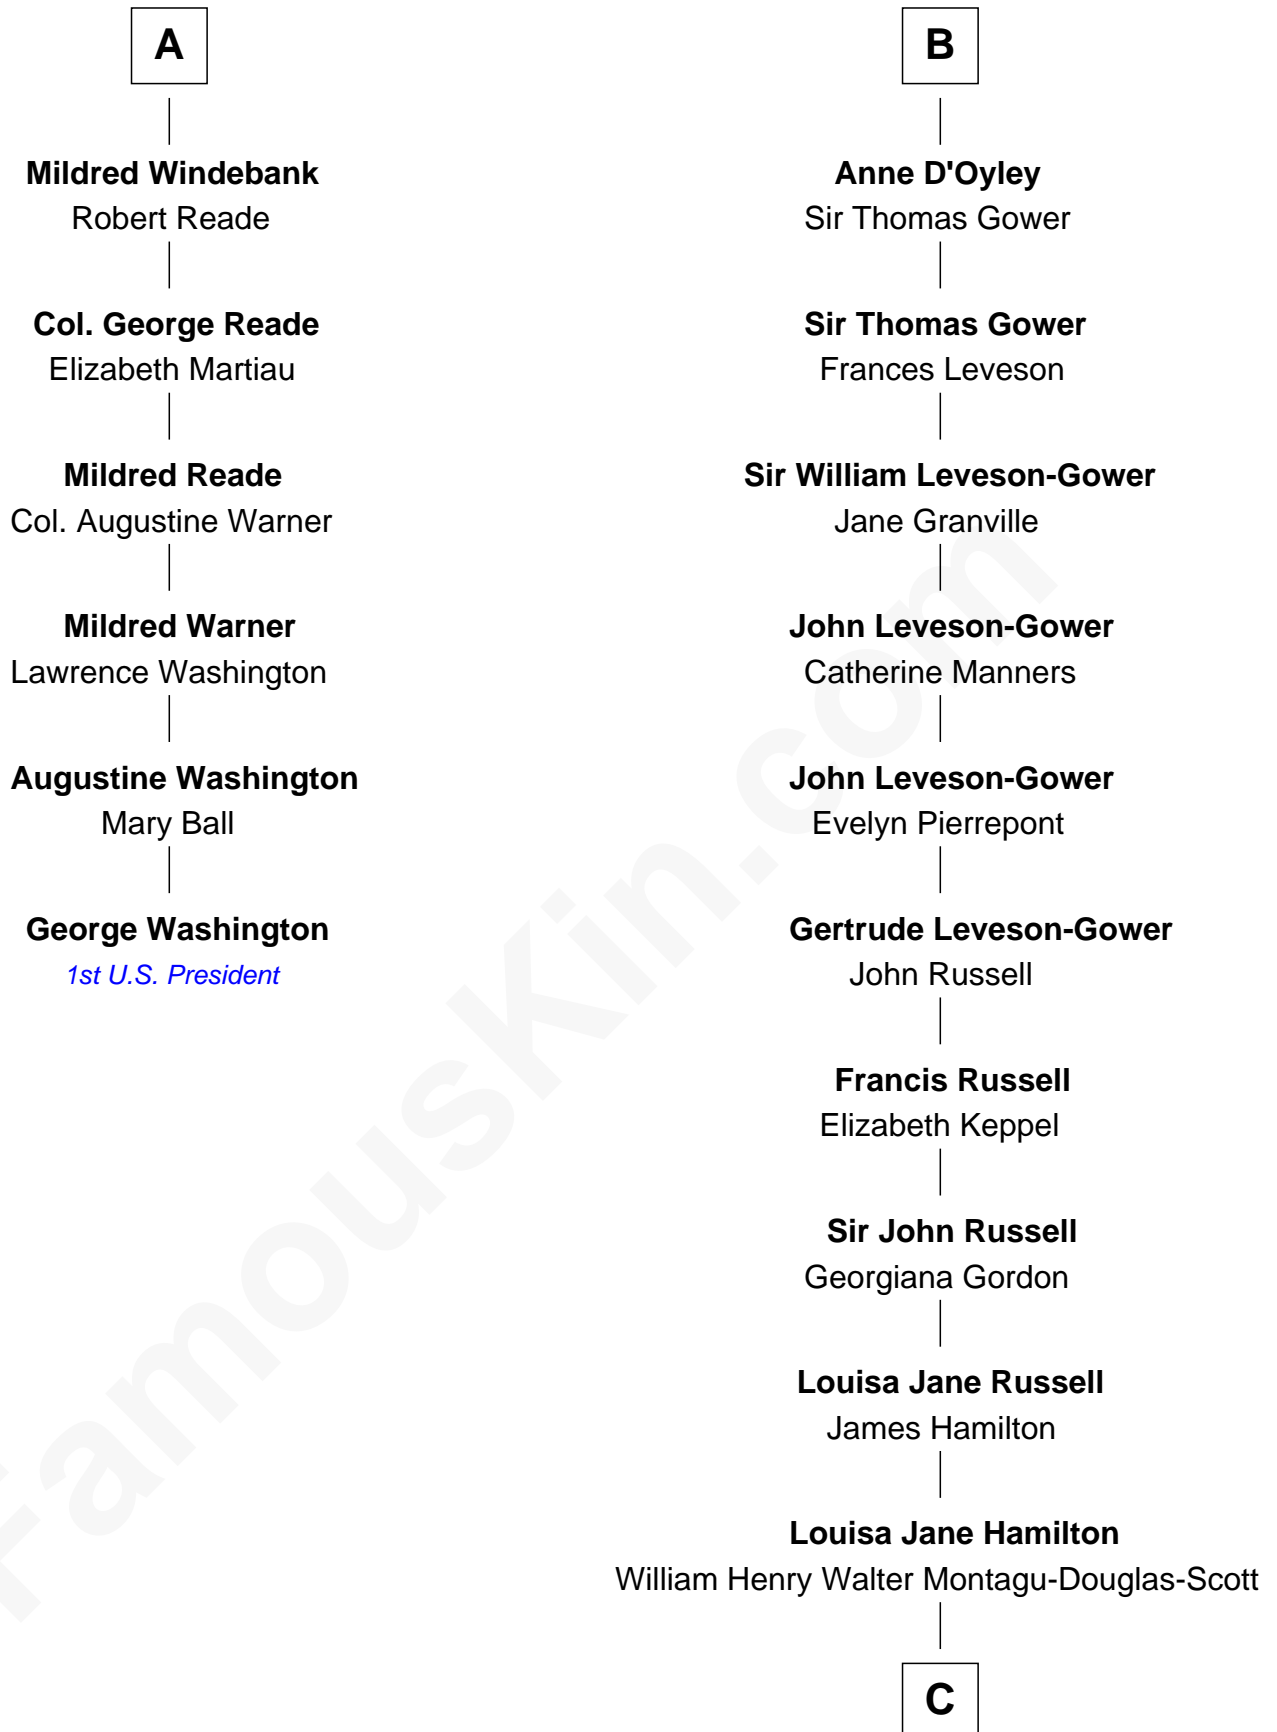 A
Mildred Windebank
Robert Reade
Col. George Reade
Elizabeth Martiau
Mildred Reade
Col. Augustine Warner
Mildred Warner
Lawrence Washington
Augustine Washington
Mary Ball
George Washington
1st U.S. President
B
Anne D'Oyley
Sir Thomas Gower
Sir Thomas Gower
Frances Leveson
Sir William Leveson-Gower
Jane Granville
John Leveson-Gower
Catherine Manners
John Leveson-Gower
Evelyn Pierrepont
Gertrude Leveson-Gower
John Russell
Francis Russell
Elizabeth Keppel
Sir John Russell
Georgiana Gordon
Louisa Jane Russell
James Hamilton
Louisa Jane Hamilton
William Henry Walter Montagu-Douglas-Scott
C
FamousKin.com